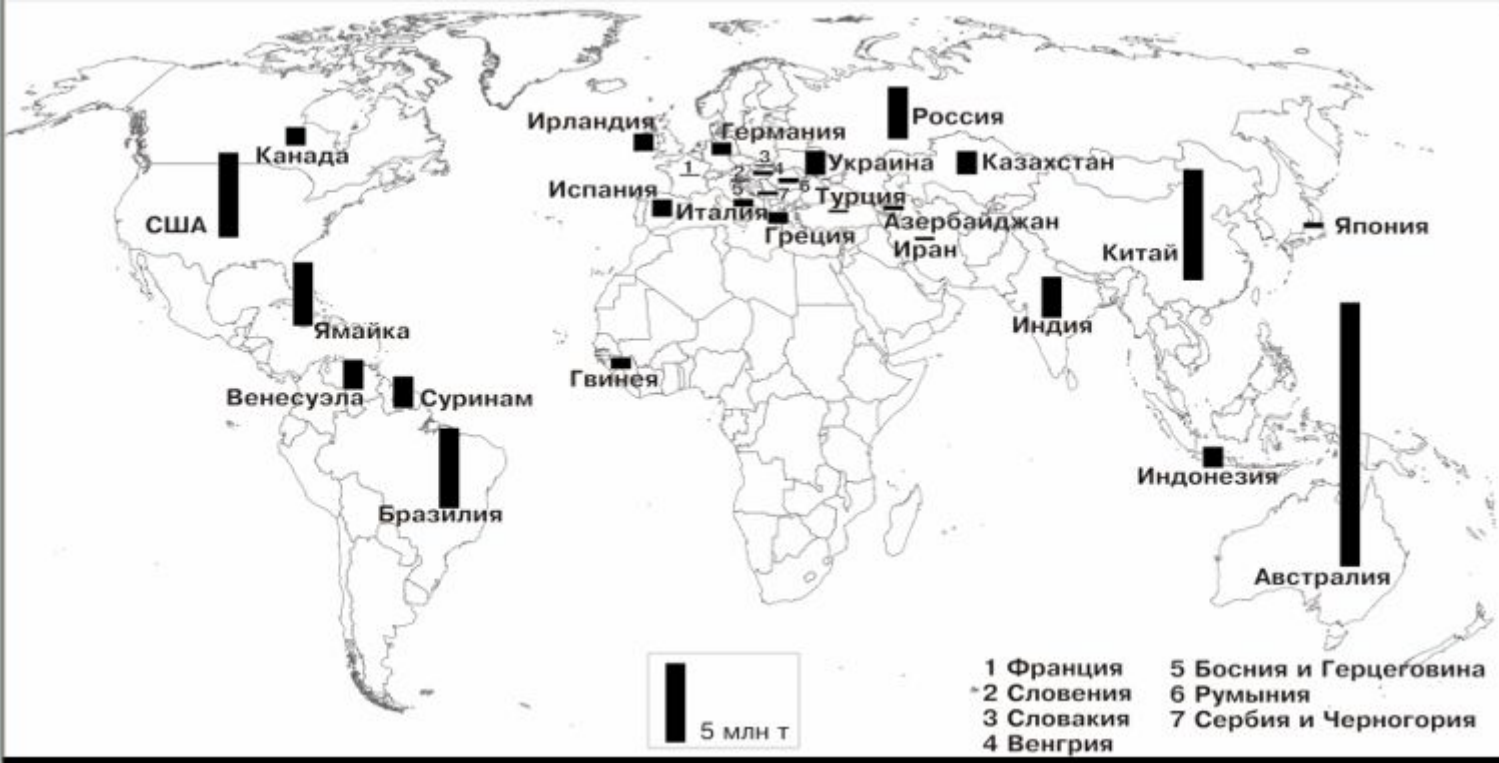 Ирландия
Германия
Россия
Канада
Украина
Казахстан
1
2
3
4
5
6
7
Испания
Италия
Турция
Азербайджан
Греция
Иран
США
Китай
Япония
Ямайка
Индия
Венесуэла
Суринам
Гвинея
Бразилия
Индонезия
Австралия
5 млн т
1 Франция
2 Словения
3 Словакия
4 Венгрия
5 Босния и Герцеговина
6 Румыния
7 Сербия и Черногория